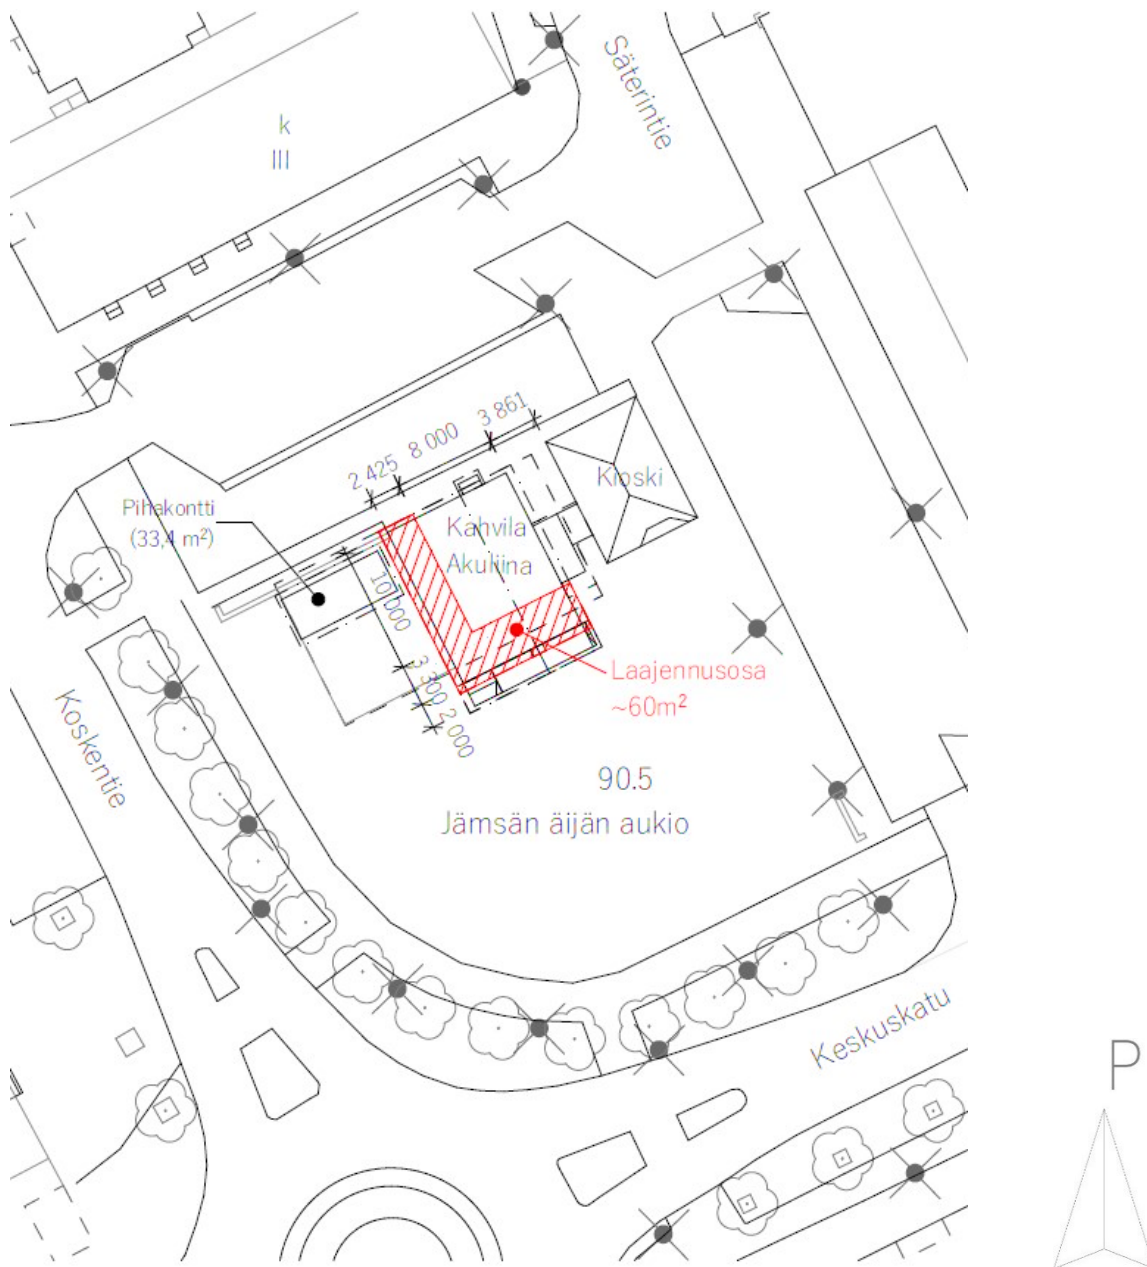 Säterintie
k
III
2 425
8 000
3 861
Kioski
Pihakontti
(33,4 m²)
Kahvila
Akuliina
10 000
3 300
2 000
Laajennusosa
~60m²
Koskentie
90.5
Jämsän äijän aukio
Keskuskatu
P